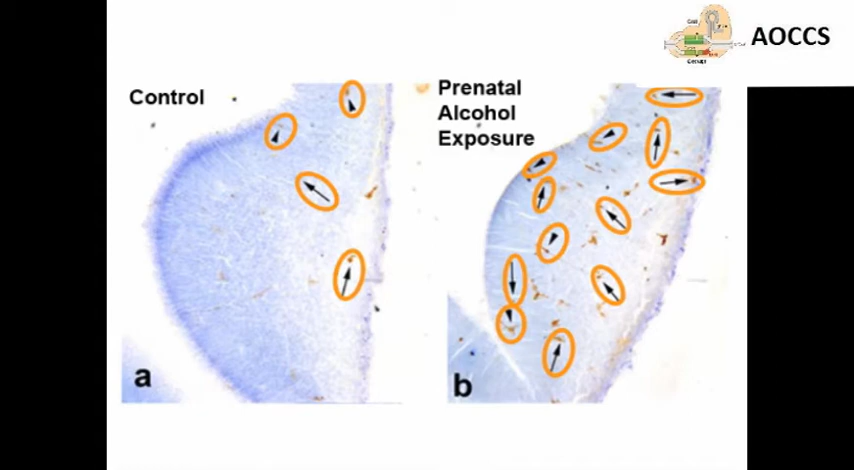 AOCCS
Control
Prenatal
Alcohol
Exposure
a
b